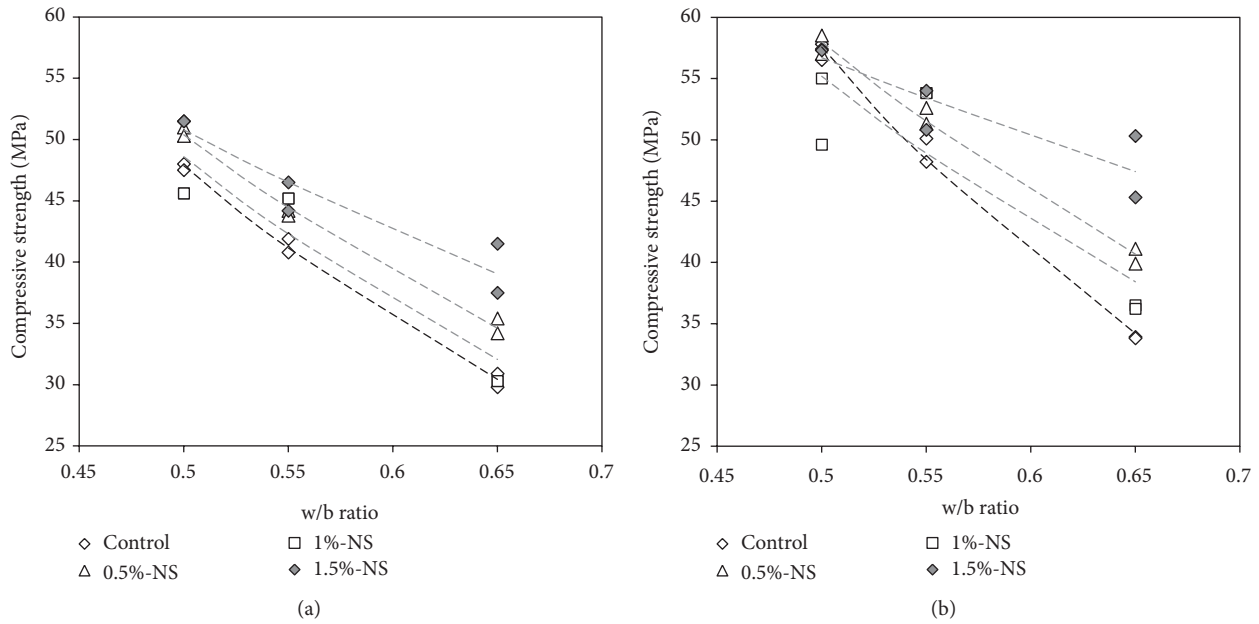 60
55
50
45
40
35
30
25
0.45
0.5
0.55
0.6
0.65
0.7
Compressive strength (MPa)
w/b ratio
Control
0.5%-NS
1%-NS
1.5%-NS
(a)
60
55
50
45
40
35
30
25
0.45
0.5
0.55
0.6
0.65
0.7
Compressive strength (MPa)
w/b ratio
Control
0.5%-NS
1%-NS
1.5%-NS
(b)